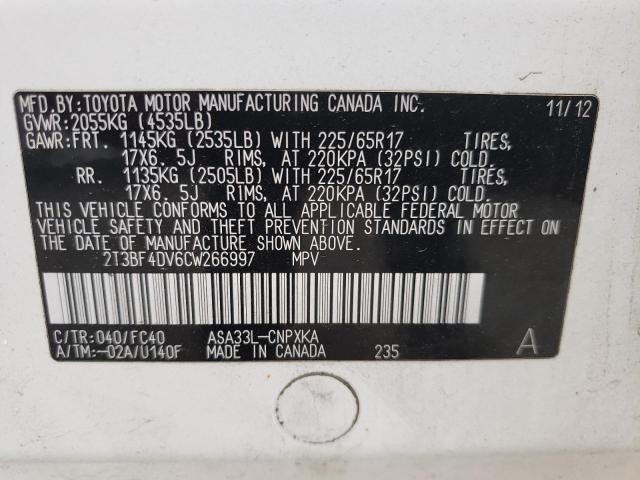 MFD.BY:TOYOTA MOTOR MANUFACTURING CANADA INC. 11/12
GVWR:2055KG (4535LB)
GAWR:FRT. 1145KG (2535LB) WITH 225/65R17 TIRES,
17X6. 5J RIMS, AT 220KPA (32PSI) COLD.
RR. 1135KG (2505LB) WITH 225/65R17 TIRES,
17X6. 5J RIMS, AT 220KPA (32PSI) COLD.
THIS VEHICLE CONFORMS TO ALL APPLICABLE FEDERAL MOTOR
VEHICLE SAFETY AND THEFT PREVENTION STANDARDS IN EFFECT ON
THE DATE OF MANUFACTURE SHOWN ABOVE.
2T3BF4DV6CW266997 MPV
C/TR:040/FC40 ASA33L-CNPXKA
A/TM:-02A/U140F MADE IN CANADA 235 A